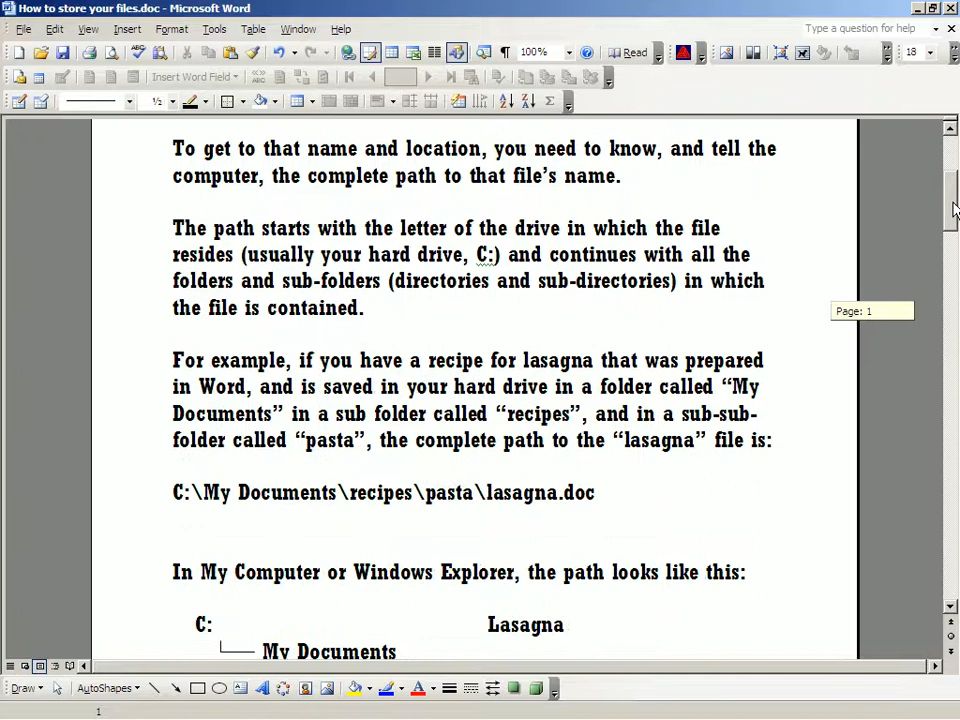 How to store your files.doc - Microsoft Word
File Edit View Insert Format Tools Table Window Help Type a question for help
100% Read 18
Insert Word Field
½
To get to that name and location, you need to know, and tell the
computer, the complete path to that file’s name.
The path starts with the letter of the drive in which the file
resides (usually your hard drive, C:) and continues with all the
folders and sub-folders (directories and sub-directories) in which
the file is contained.
Page: 1
For example, if you have a recipe for lasagna that was prepared
in Word, and is saved in your hard drive in a folder called “My
Documents” in a sub folder called “recipes”, and in a sub-sub-
folder called “pasta”, the complete path to the “lasagna” file is:
C:\My Documents\recipes\pasta\lasagna.doc
In My Computer or Windows Explorer, the path looks like this:
C: Lasagna
My Documents
Draw AutoShapes
1